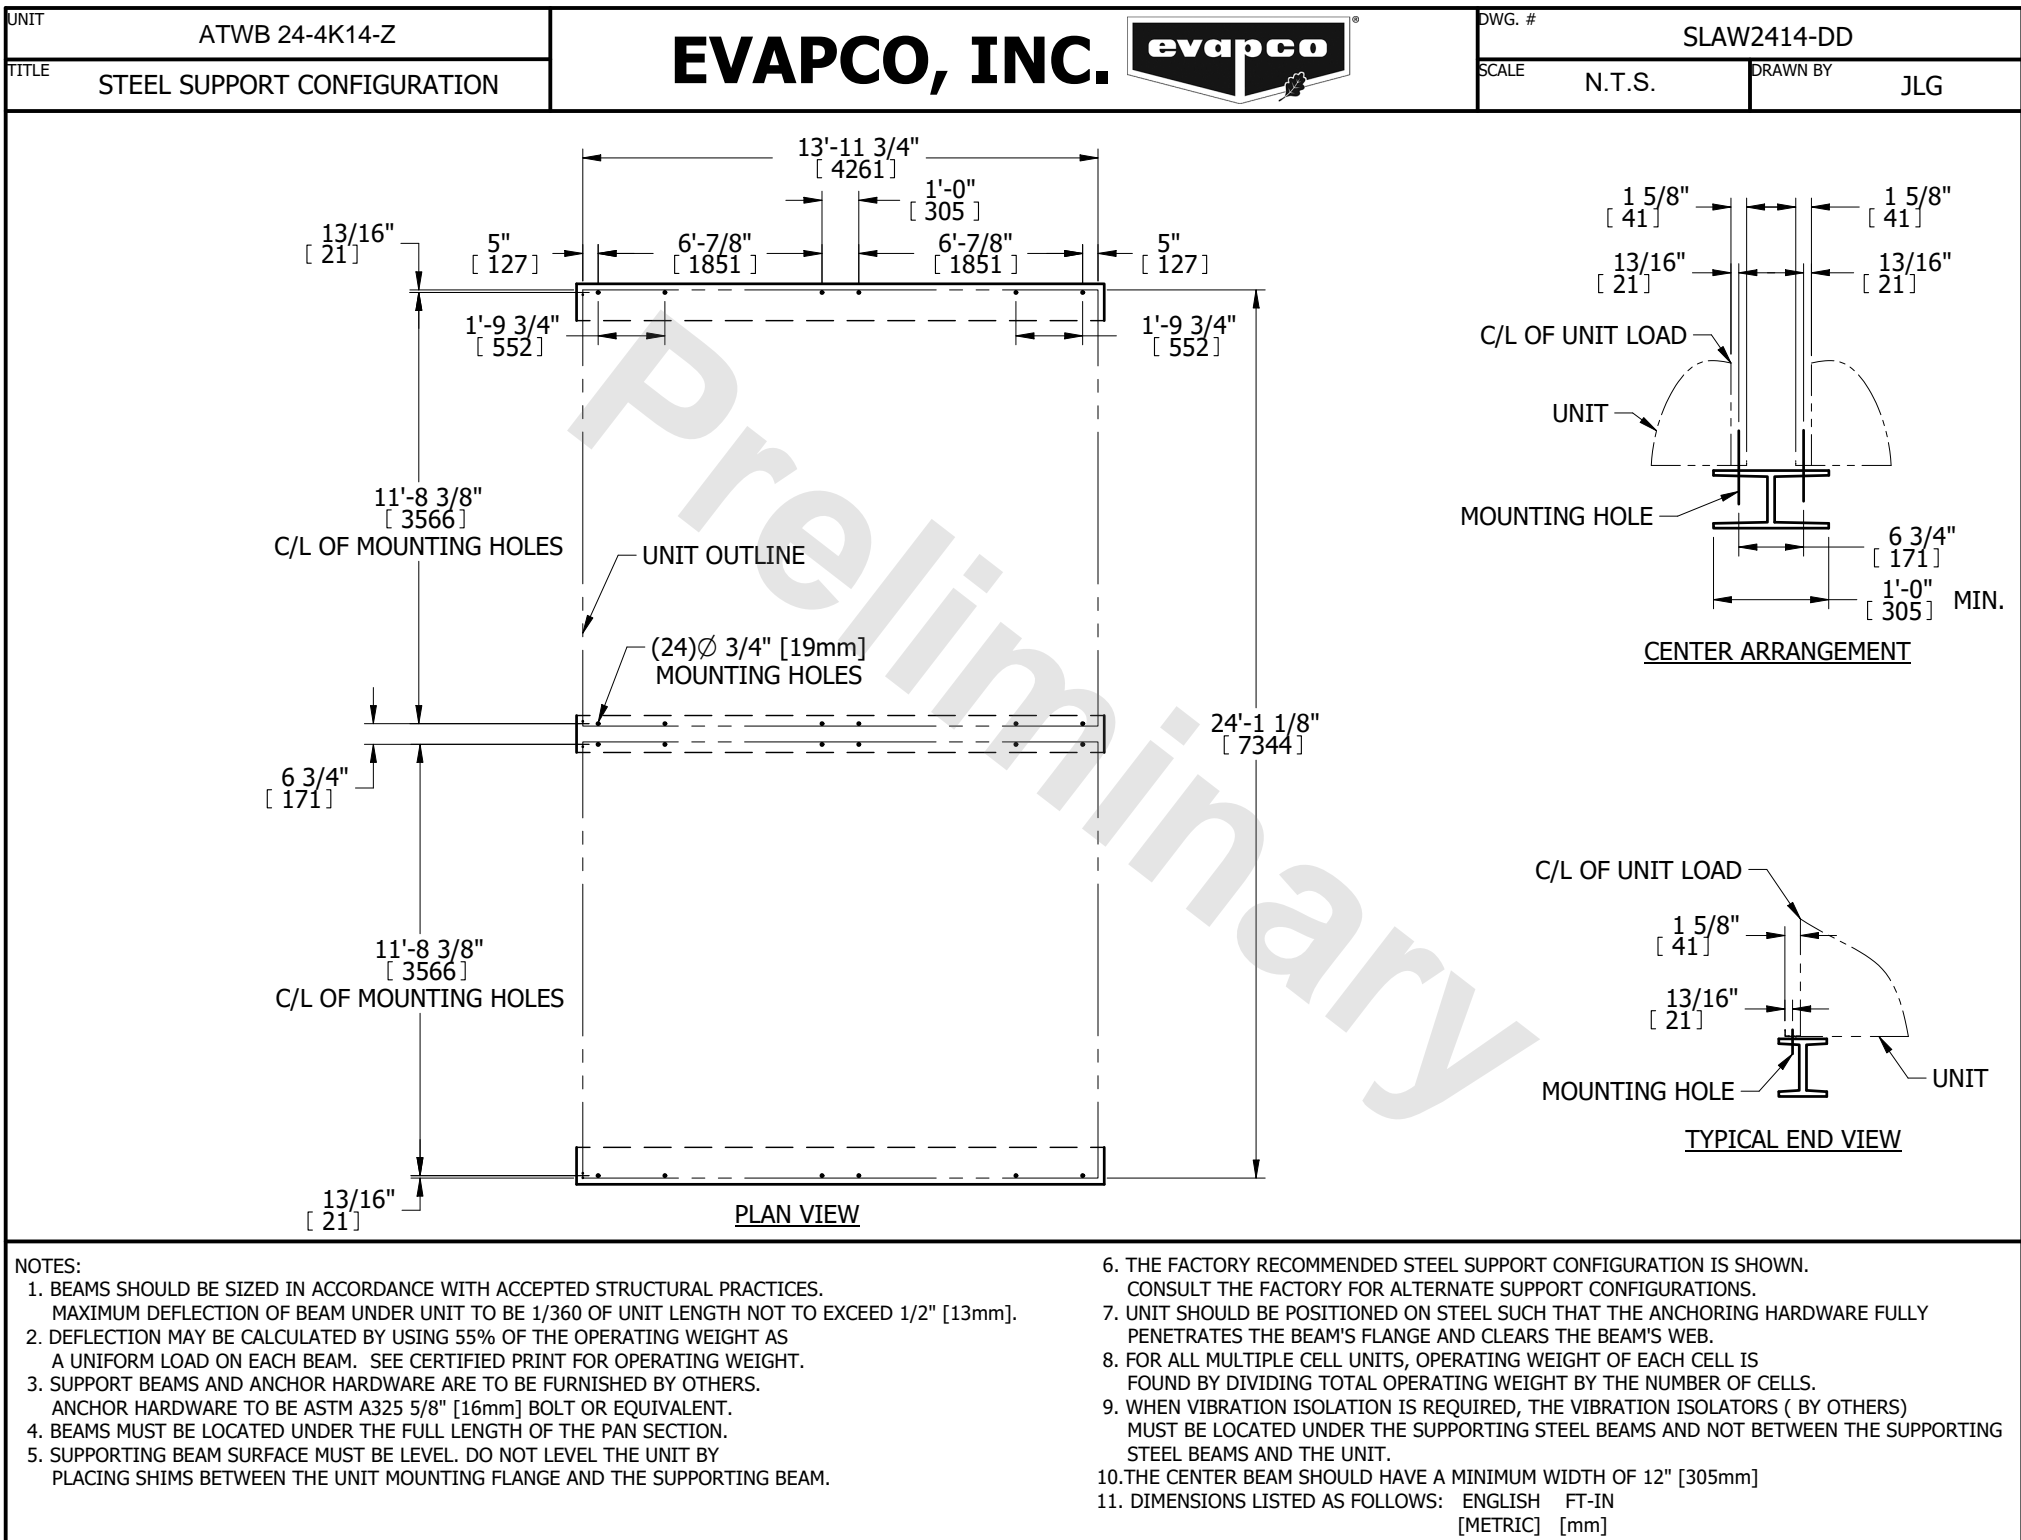 UNIT
ATWB 24-4K14-Z
TITLE
STEEL SUPPORT CONFIGURATION
EVAPCO, INC.
evapco®
DWG. #
SLAW2414-DD
SCALE
N.T.S.
DRAWN BY
JLG
13'-11 3/4"
[ 4261 ]
1'-0"
[ 305 ]
13/16"
[ 21 ]
5"
[ 127 ]
6'-7/8"
[ 1851 ]
6'-7/8"
[ 1851 ]
5"
[ 127 ]
1'-9 3/4"
[ 552 ]
1'-9 3/4"
[ 552 ]
11'-8 3/8"
[ 3566 ]
C/L OF MOUNTING HOLES
UNIT OUTLINE
(24)∅ 3/4" [19mm]
MOUNTING HOLES
6 3/4"
[ 171 ]
24'-1 1/8"
[ 7344 ]
11'-8 3/8"
[ 3566 ]
C/L OF MOUNTING HOLES
13/16"
[ 21 ]
PLAN VIEW
Preliminary
1 5/8"
[ 41 ]
1 5/8"
[ 41 ]
13/16"
[ 21 ]
13/16"
[ 21 ]
C/L OF UNIT LOAD
UNIT
MOUNTING HOLE
6 3/4"
[ 171 ]
1'-0"
[ 305 ] MIN.
CENTER ARRANGEMENT
C/L OF UNIT LOAD
1 5/8"
[ 41 ]
13/16"
[ 21 ]
MOUNTING HOLE
UNIT
TYPICAL END VIEW
NOTES:
1. BEAMS SHOULD BE SIZED IN ACCORDANCE WITH ACCEPTED STRUCTURAL PRACTICES.
MAXIMUM DEFLECTION OF BEAM UNDER UNIT TO BE 1/360 OF UNIT LENGTH NOT TO EXCEED 1/2" [13mm].
2. DEFLECTION MAY BE CALCULATED BY USING 55% OF THE OPERATING WEIGHT AS
A UNIFORM LOAD ON EACH BEAM. SEE CERTIFIED PRINT FOR OPERATING WEIGHT.
3. SUPPORT BEAMS AND ANCHOR HARDWARE ARE TO BE FURNISHED BY OTHERS.
ANCHOR HARDWARE TO BE ASTM A325 5/8" [16mm] BOLT OR EQUIVALENT.
4. BEAMS MUST BE LOCATED UNDER THE FULL LENGTH OF THE PAN SECTION.
5. SUPPORTING BEAM SURFACE MUST BE LEVEL. DO NOT LEVEL THE UNIT BY
PLACING SHIMS BETWEEN THE UNIT MOUNTING FLANGE AND THE SUPPORTING BEAM.
6. THE FACTORY RECOMMENDED STEEL SUPPORT CONFIGURATION IS SHOWN.
CONSULT THE FACTORY FOR ALTERNATE SUPPORT CONFIGURATIONS.
7. UNIT SHOULD BE POSITIONED ON STEEL SUCH THAT THE ANCHORING HARDWARE FULLY
PENETRATES THE BEAM'S FLANGE AND CLEARS THE BEAM'S WEB.
8. FOR ALL MULTIPLE CELL UNITS, OPERATING WEIGHT OF EACH CELL IS
FOUND BY DIVIDING TOTAL OPERATING WEIGHT BY THE NUMBER OF CELLS.
9. WHEN VIBRATION ISOLATION IS REQUIRED, THE VIBRATION ISOLATORS ( BY OTHERS)
MUST BE LOCATED UNDER THE SUPPORTING STEEL BEAMS AND NOT BETWEEN THE SUPPORTING
STEEL BEAMS AND THE UNIT.
10.THE CENTER BEAM SHOULD HAVE A MINIMUM WIDTH OF 12" [305mm]
11. DIMENSIONS LISTED AS FOLLOWS: ENGLISH FT-IN
[METRIC] [mm]